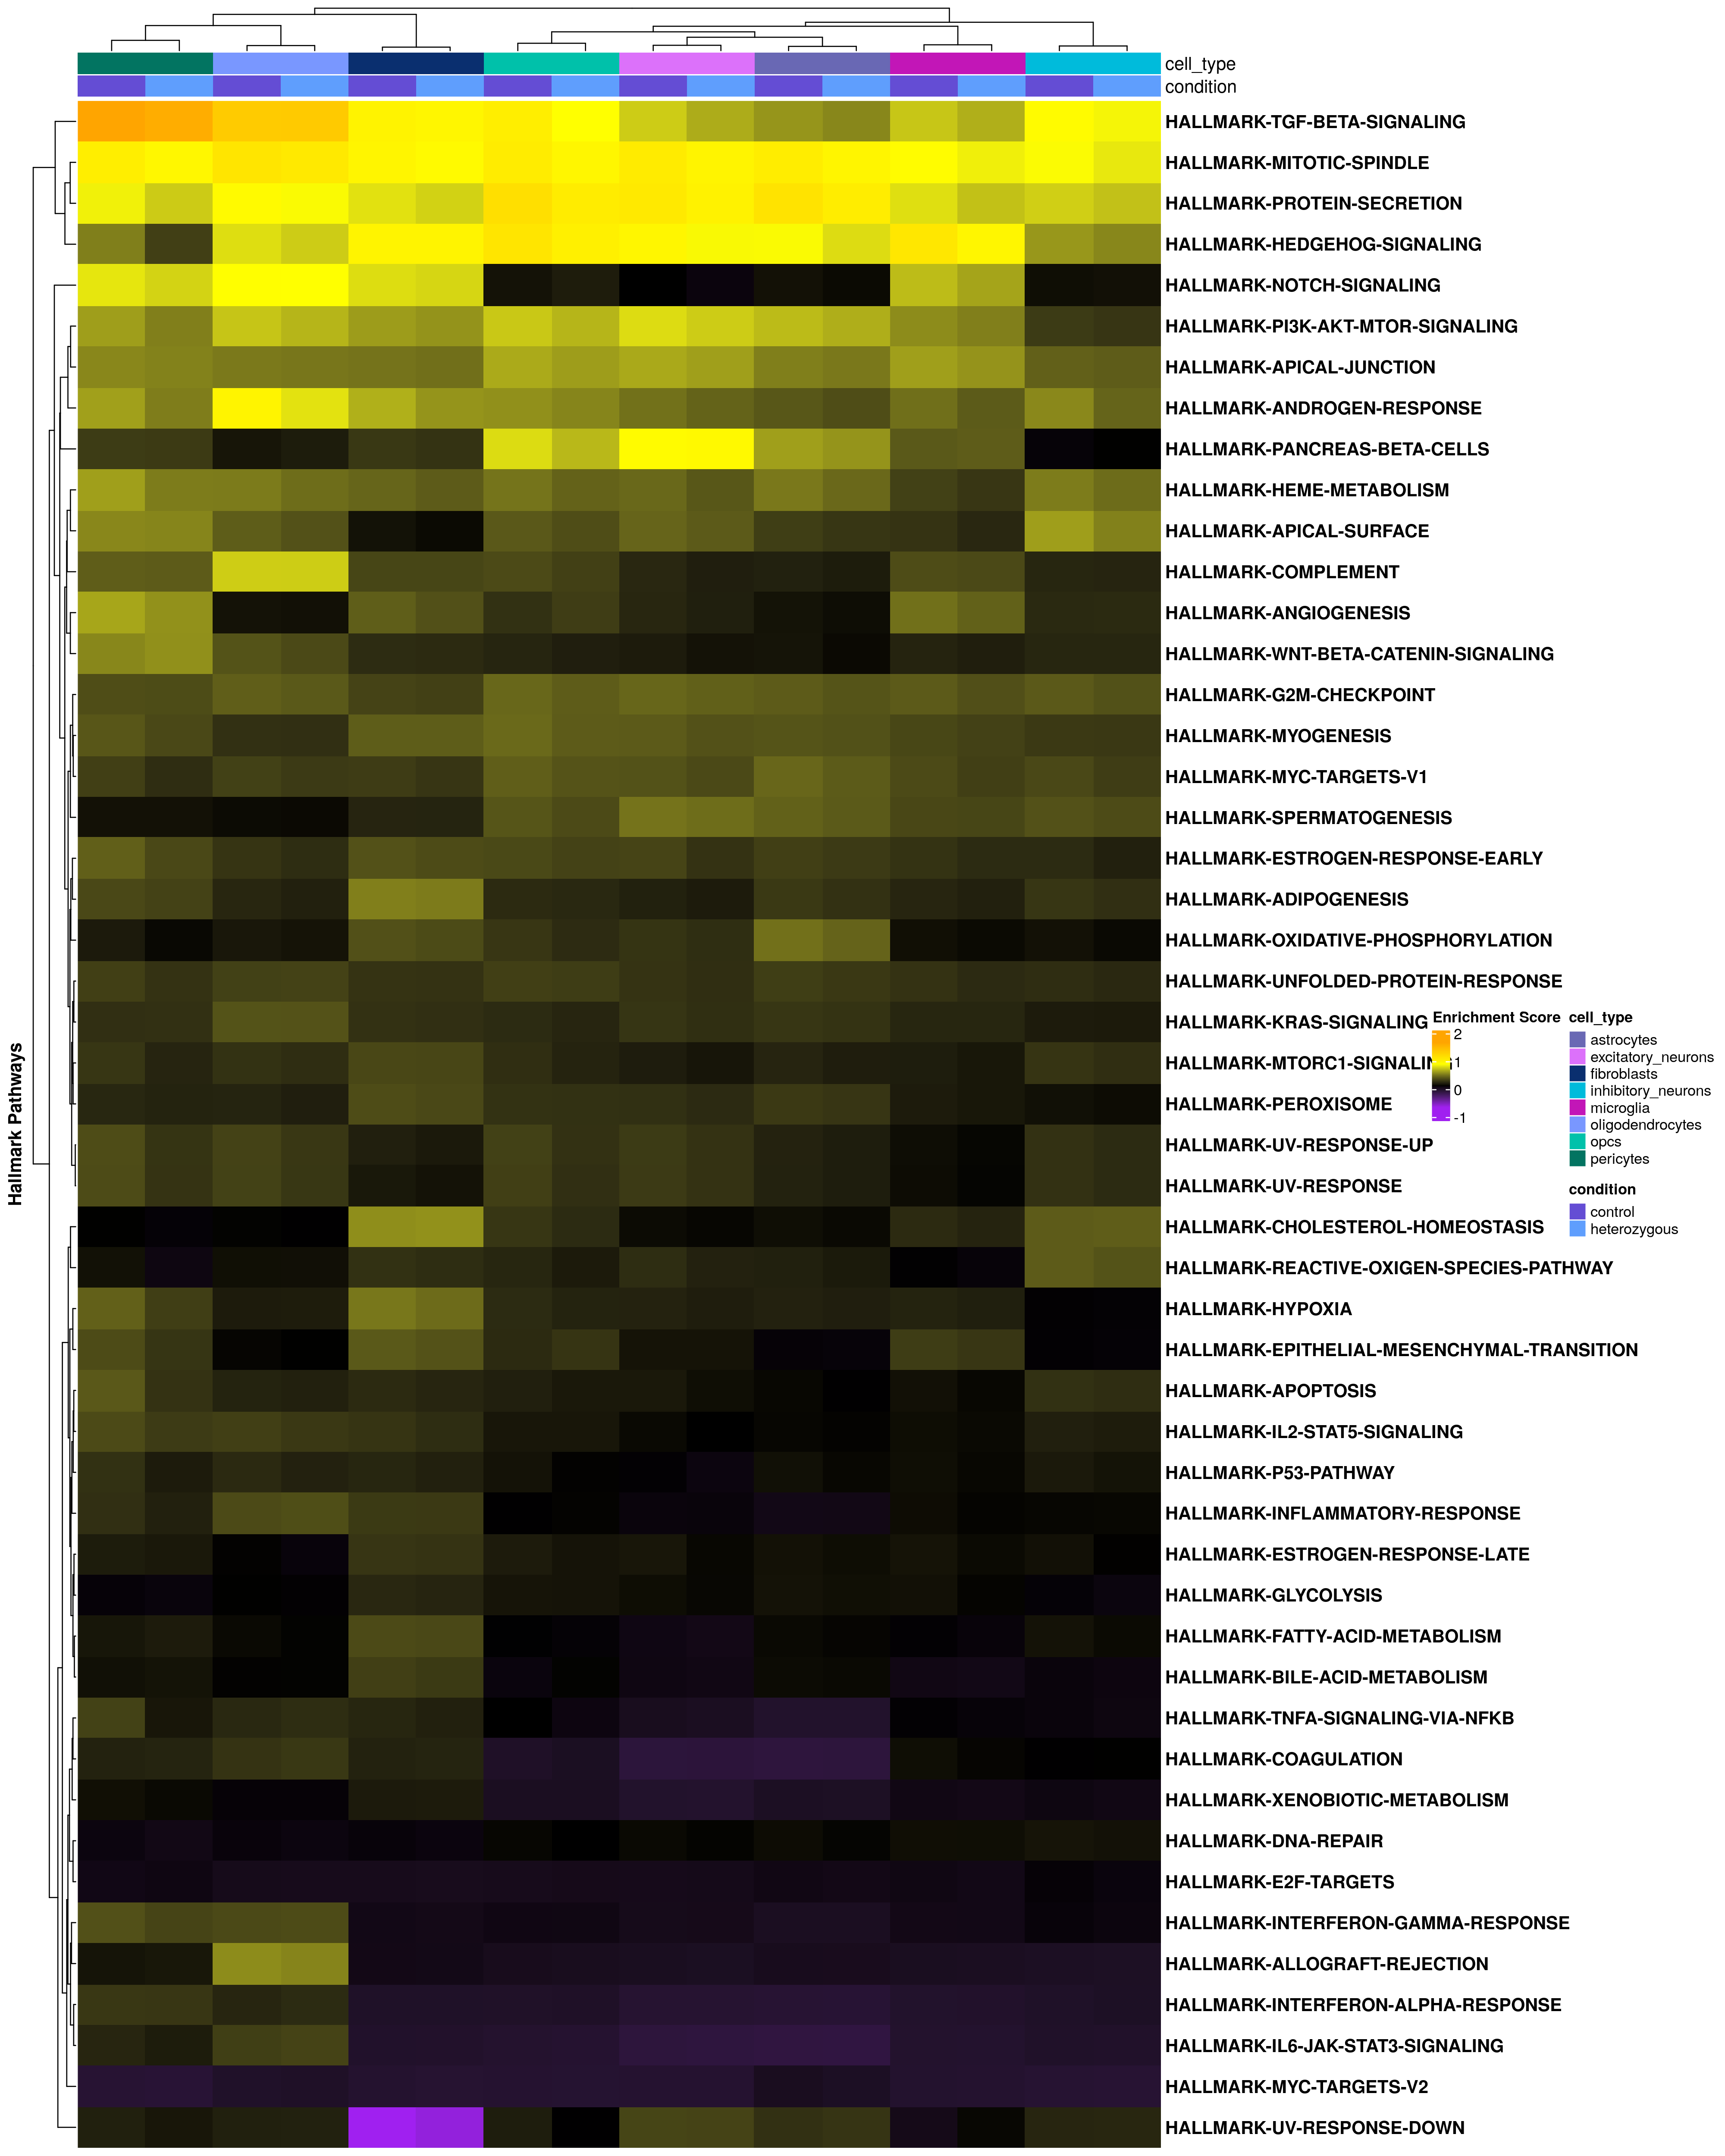 cell_type
condition
HALLMARK-TGF-BETA-SIGNALING
HALLMARK-MITOTIC-SPINDLE
HALLMARK-PROTEIN-SECRETION
HALLMARK-HEDGEHOG-SIGNALING
HALLMARK-NOTCH-SIGNALING
HALLMARK-PI3K-AKT-MTOR-SIGNALING
HALLMARK-APICAL-JUNCTION
HALLMARK-ANDROGEN-RESPONSE
HALLMARK-PANCREAS-BETA-CELLS
HALLMARK-HEME-METABOLISM
HALLMARK-APICAL-SURFACE
HALLMARK-COMPLEMENT
HALLMARK-ANGIOGENESIS
HALLMARK-WNT-BETA-CATENIN-SIGNALING
HALLMARK-G2M-CHECKPOINT
HALLMARK-MYOGENESIS
HALLMARK-MYC-TARGETS-V1
HALLMARK-SPERMATOGENESIS
HALLMARK-ESTROGEN-RESPONSE-EARLY
HALLMARK-ADIPOGENESIS
HALLMARK-OXIDATIVE-PHOSPHORYLATION
HALLMARK-UNFOLDED-PROTEIN-RESPONSE
HALLMARK-KRAS-SIGNALING
HALLMARK-MTORC1-SIGNALING
HALLMARK-PEROXISOME
HALLMARK-UV-RESPONSE-UP
HALLMARK-UV-RESPONSE
HALLMARK-CHOLESTEROL-HOMEOSTASIS
HALLMARK-REACTIVE-OXIGEN-SPECIES-PATHWAY
HALLMARK-HYPOXIA
HALLMARK-EPITHELIAL-MESENCHYMAL-TRANSITION
HALLMARK-APOPTOSIS
HALLMARK-IL2-STAT5-SIGNALING
HALLMARK-P53-PATHWAY
HALLMARK-INFLAMMATORY-RESPONSE
HALLMARK-ESTROGEN-RESPONSE-LATE
HALLMARK-GLYCOLYSIS
HALLMARK-FATTY-ACID-METABOLISM
HALLMARK-BILE-ACID-METABOLISM
HALLMARK-TNFA-SIGNALING-VIA-NFKB
HALLMARK-COAGULATION
HALLMARK-XENOBIOTIC-METABOLISM
HALLMARK-DNA-REPAIR
HALLMARK-E2F-TARGETS
HALLMARK-INTERFERON-GAMMA-RESPONSE
HALLMARK-ALLOGRAFT-REJECTION
HALLMARK-INTERFERON-ALPHA-RESPONSE
HALLMARK-IL6-JAK-STAT3-SIGNALING
HALLMARK-MYC-TARGETS-V2
HALLMARK-UV-RESPONSE-DOWN
Hallmark Pathways
Enrichment Score
2
1
0
-1
cell_type
astrocytes
excitatory_neurons
fibroblasts
inhibitory_neurons
microglia
oligodendrocytes
opcs
pericytes
condition
control
heterozygous